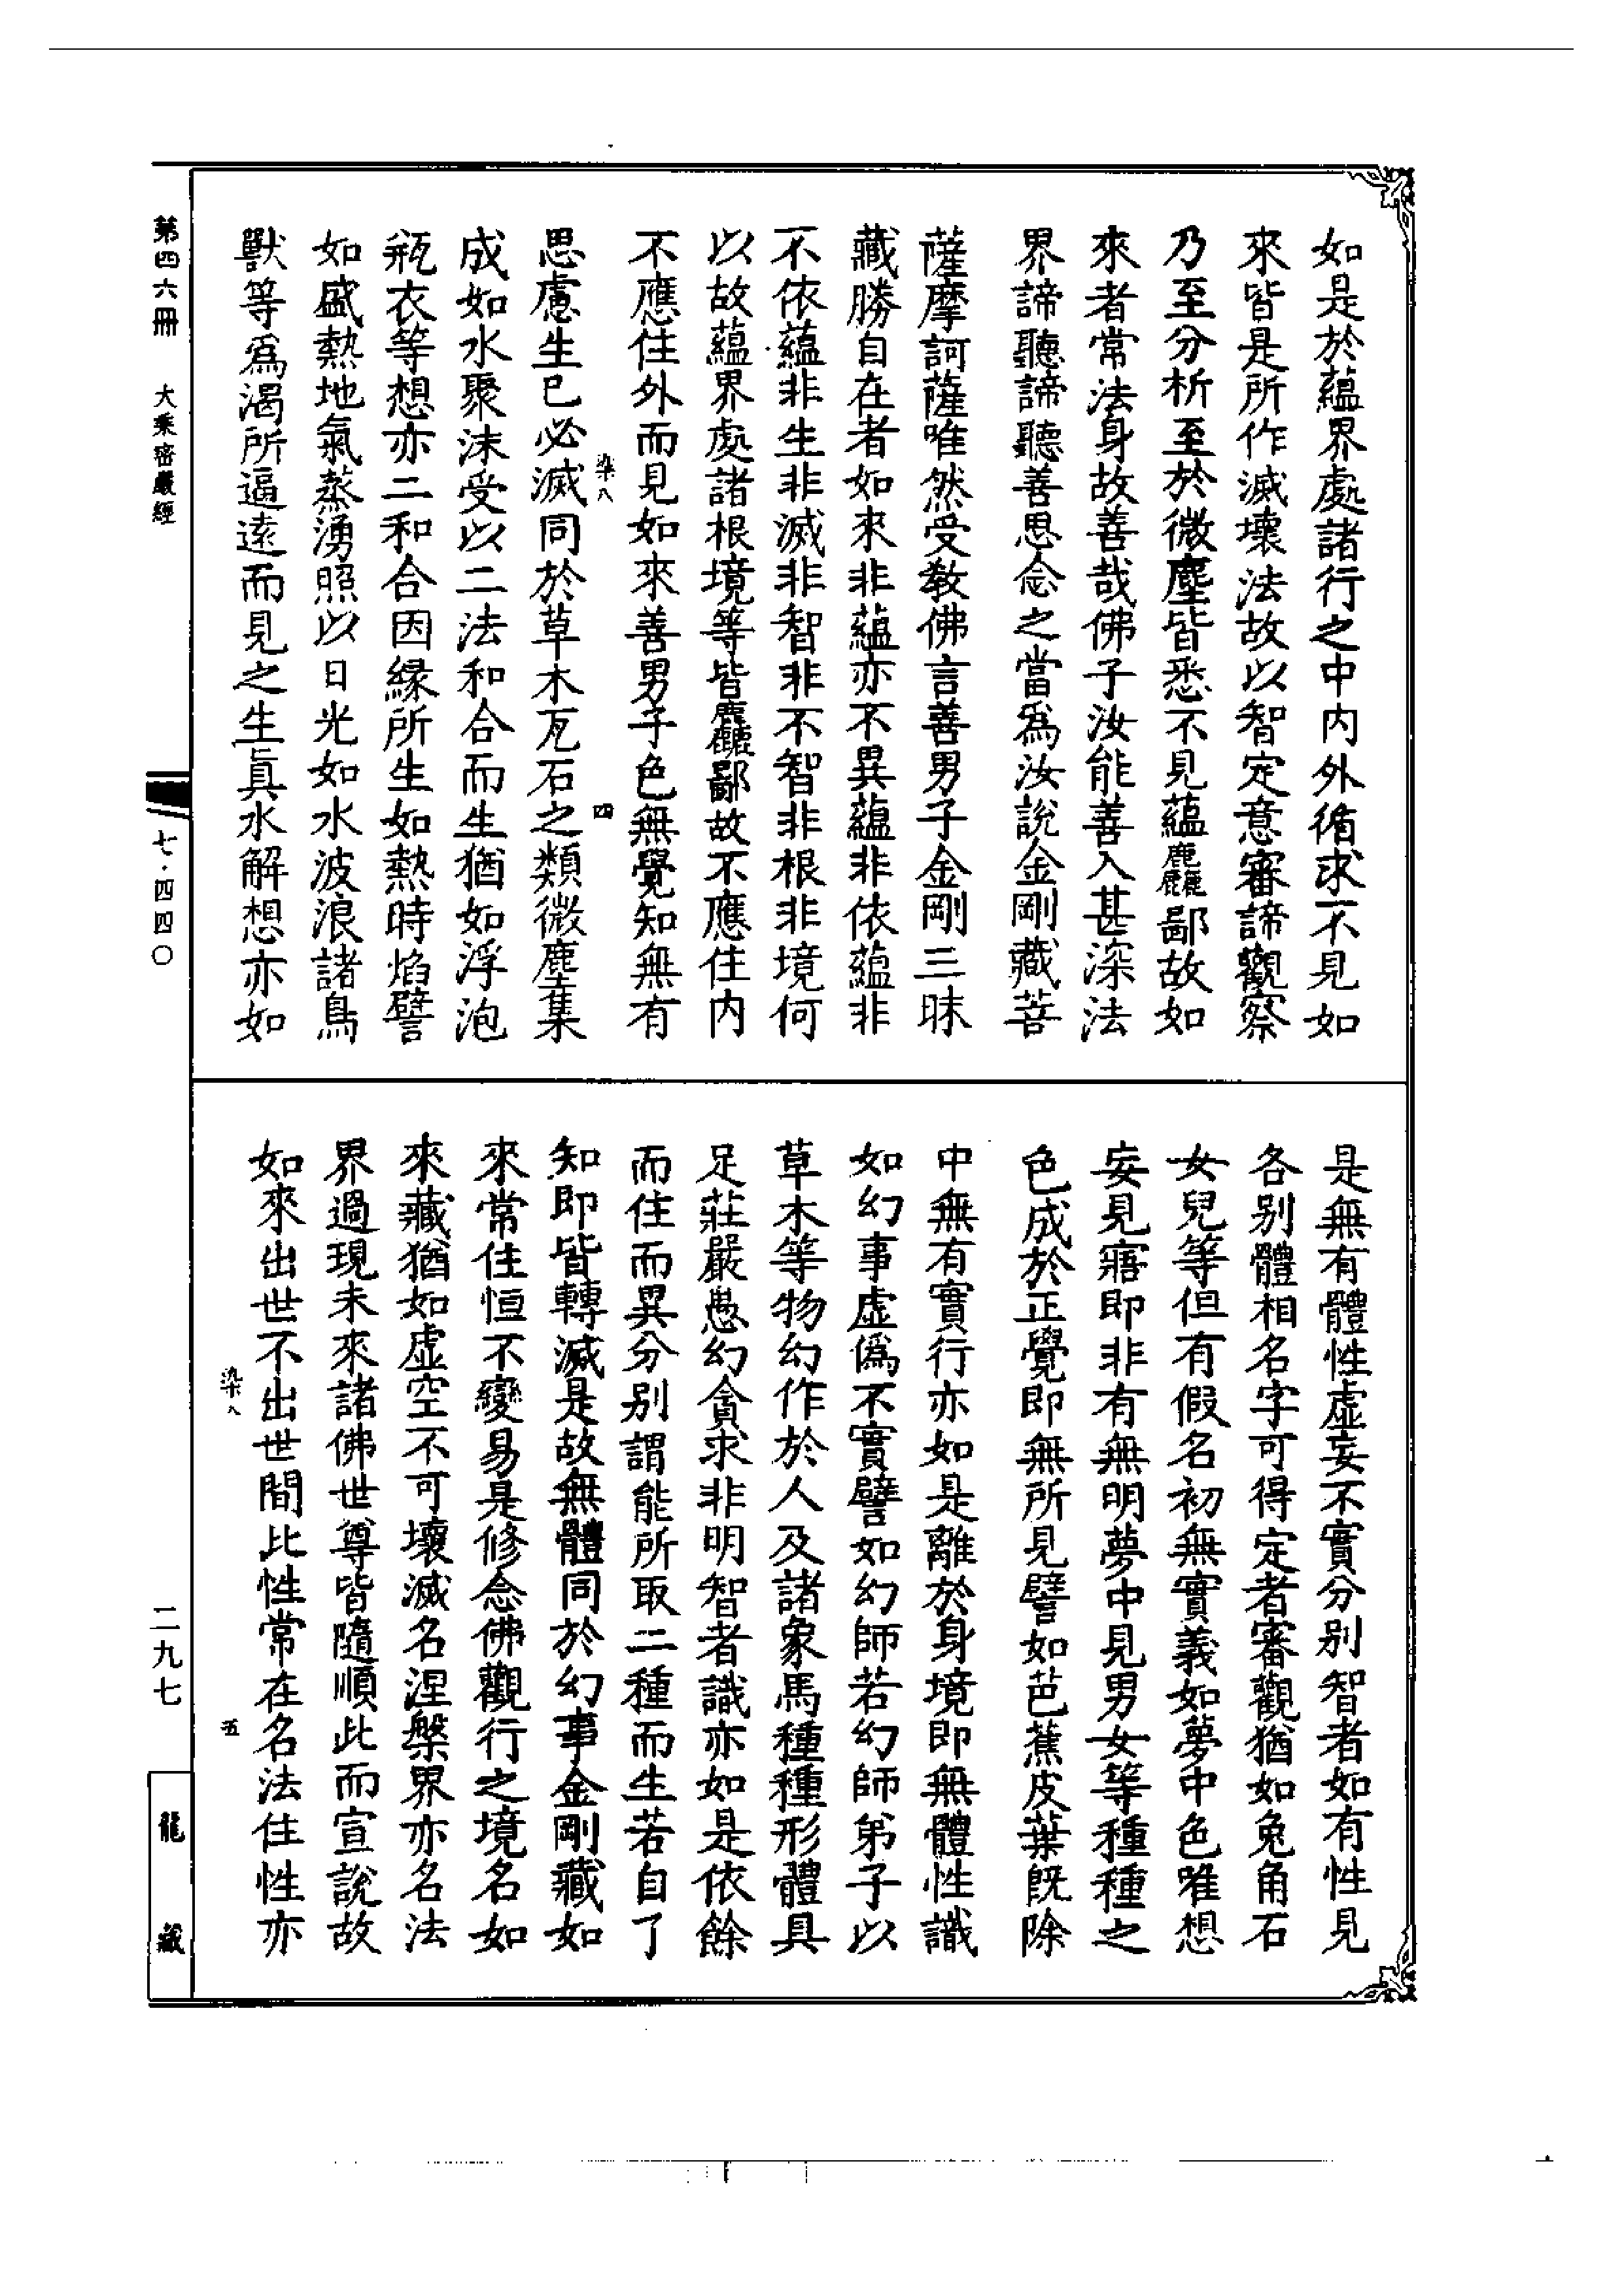 如是於蘊界處諸行之中内外循求不見如
來皆是所作滅壞法故以智定意審諦觀察
乃至分析至於微塵皆悉不見蘊麤鄙故如
來者常法身故善哉佛子汝能善入甚深法
界諦聽諦聽善思念之當爲汝說金剛藏菩
薩摩訶薩唯然受教佛言善男子金剛三昧
藏勝自在者如來非蘊亦不異蘊非依蘊非
不依蘊非生非滅非智非不智非根非境何
以故蘊界處諸根境等皆麤鄙故不應住内
不應住外而見如來善男子色無覺知無有
染八 四
思慮生已必滅同於草木瓦石之類微塵集
成如水聚沫受以二法和合而生猶如浮泡
瓶衣等想亦二和合因緣所生如熱時焰譬
如盛熱地氣蒸湧照以日光如水波浪諸鳥
獸等爲渴所逼遠而見之生眞水解想亦如
是無有體性虛妄不實分別智者如有性見
各別體相名字可得定者審觀猶如兔角石
女兒等但有假名初無實義如夢中色唯想
妄見寤即非有無明夢中見男女等種種之
色成於正覺即無所見譬如芭蕉皮葉既除
中無有實行亦如是離於身境即無體性識
如幻事虛僞不實譬如幻師若幻師弟子以
草木等物幻作於人及諸象馬種種形體具
足莊嚴愚幻貪求非明智者識亦如是依餘
而住而異分別謂能所取二種而生若自了
知即皆轉滅是故無體同於幻事金剛藏如
來常住恒不變易是修念佛觀行之境名如
來藏猶如虛空不可壞滅名涅槃界亦名法
界過現未來諸佛世尊皆隨順此而宣說故
如來出世不出世間比性常在名法住性亦
染八 五
第四六冊 大乘密嚴經
七·四四〇
二九七
龍藏